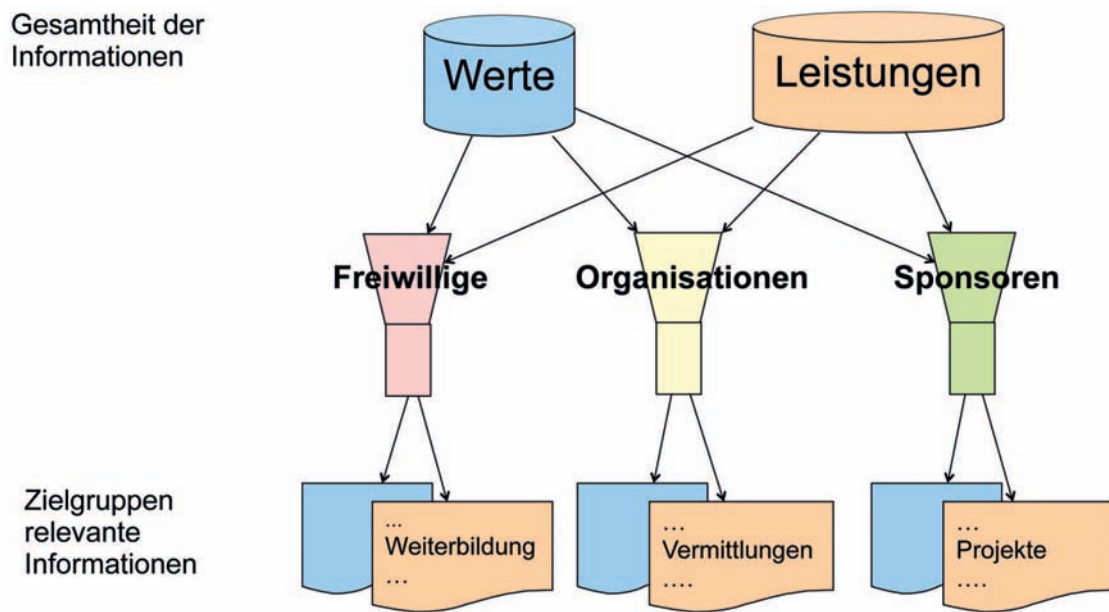 Gesamtheit der
Informationen
Werte
Leistungen
Freiwillige
Organisationen
Sponsoren
Zielgruppen
relevante
Informationen
...
Weiterbildung
...
...
Vermittlungen
....
...
Projekte
....